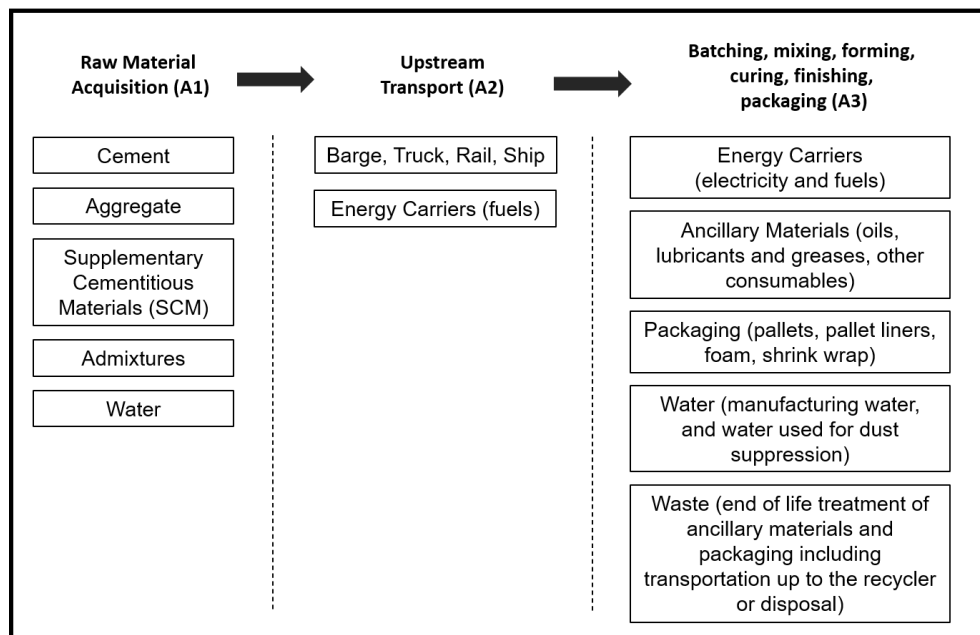 Raw Material
Acquisition (A1)
Upstream
Transport (A2)
Batching, mixing, forming,
curing, finishing,
packaging (A3)
Cement
Aggregate
Supplementary
Cementitious
Materials (SCM)
Admixtures
Water
Barge, Truck, Rail, Ship
Energy Carriers (fuels)
Energy Carriers
(electricity and fuels)
Ancillary Materials (oils,
lubricants and greases, other
consumables)
Packaging (pallets, pallet liners,
foam, shrink wrap)
Water (manufacturing water,
and water used for dust
suppression)
Waste (end of life treatment of
ancillary materials and
packaging including
transportation up to the recycler
or disposal)